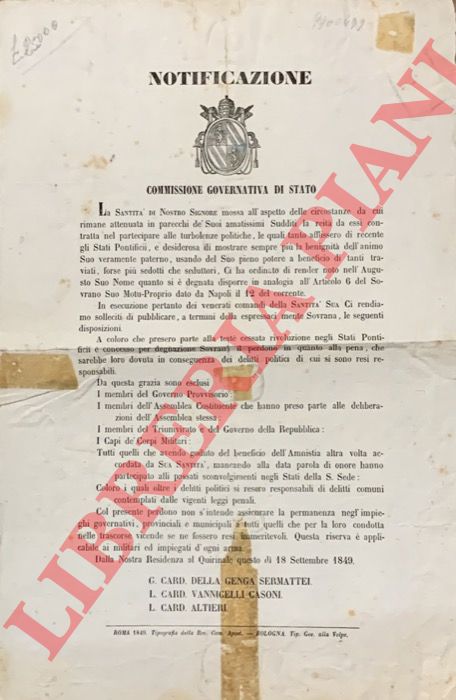 £ 2000
NOTIFICAZIONE
COMMISSIONE GOVERNATIVA DI STATO
LA SANTITA' DI NOSTRO SIGNORE mossa all'aspetto delle circostanze da cui
rimane attenuata in parecchi de' Suoi amatissimi Sudditi la reità da essi con-
tratta nel partecipare alle turbolenze politiche, le quali tanto afflissero di recente
gli Stati Pontificii, e desiderosa di mostrare sempre più la benignità dell'animo
Suo veramente paterno, usando del Suo pieno potere a beneficio de' tanti tra-
viati, forse più sedotti che seduttori, Ci ha ordinato di render noto nell'Augu-
sto Suo Nome quanto si è degnata disporre in analogia all'Articolo 6 del So-
vrano Suo Motu-Proprio dato da Napoli il 12 del corrente.
In esecuzione pertanto dei venerati comandi della SANTITA' SUA Ci rendia-
mo solleciti di pubblicare, a termini della espressa mente Sovrana, le seguenti
disposizioni.
A coloro che presero parte alla teste cessata rivoluzione negli Stati Ponti-
ficii è concesso per degnazione Sovrana il perdono in quanto alla pena, che
sarebbe loro dovuta in conseguenza dei delitti politici di cui si sono resi re-
sponsabili.
Da questa grazia sono esclusi
I membri del Governo Provvisorio:
I membri dell'Assemblea Costituente che hanno preso parte alle delibera-
zioni dell'Assemblea stessa:
I membri del Triumvirato e del Governo della Repubblica:
I Capi de' Corpi Militari:
Tutti quelli che avendo goduto del beneficio dell'Amnistia altra volta ac-
cordata da SUA SANTITA', mancando alla data parola di onore hanno
partecipato alli passati sconvolgimenti negli Stati della S. Sede:
Coloro i quali oltre i delitti politici si resero responsabili di delitti comuni
contemplati dalle vigenti leggi penali.
Col presente perdono non s'intende assicurare la permanenza negl'impie-
ghi governativi, provinciali e municipali a tutti quelli che per la loro condotta
nelle trascorse vicende se ne fossero resi immeritevoli. Questa riserva è appli-
cabile ai militari ed impiegati d'ogni arma.
Dalla Nostra Residenza al Quirinale questo dì 18 Settembre 1849.
G. CARD. DELLA GENGA SERMATTEI.
L. CARD. VANNICELLI CASONI.
L. CARD. ALTIERI.
ROMA 1849. Tipografia della Rev. Cam. Apost. — BOLOGNA. Tip. Gov. alla Volpe.
LIBRERIA PIANI